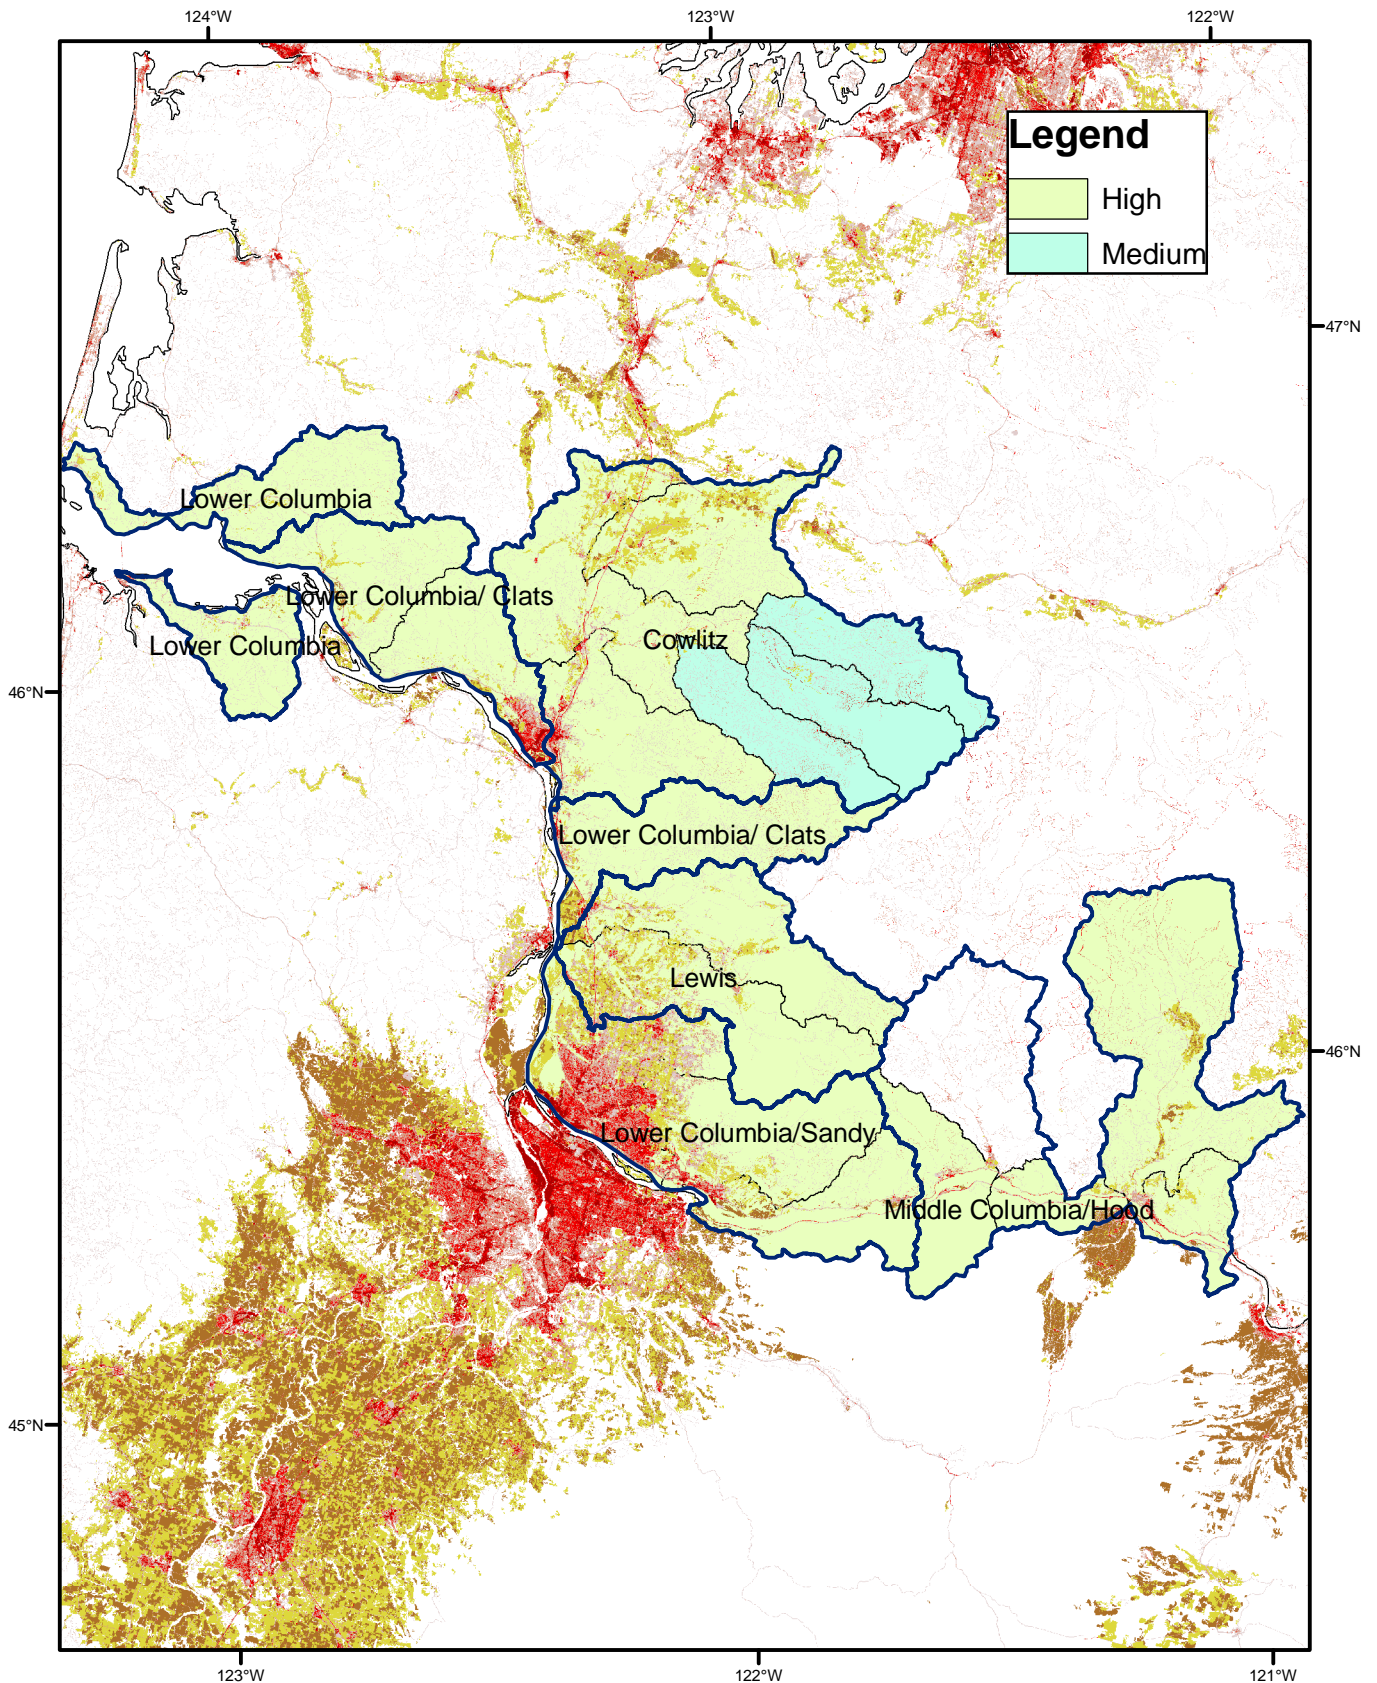 124°W
123°W
122°W
Legend
High
Medium
47°N
Lower Columbia
Lower Columbia/ Clats
Lower Columbia
Cowlitz
46°N
Lower Columbia/ Clats
Lewis
46°N
Lower Columbia/Sandy
Middle Columbia/Hood
45°N
123°W
122°W
121°W